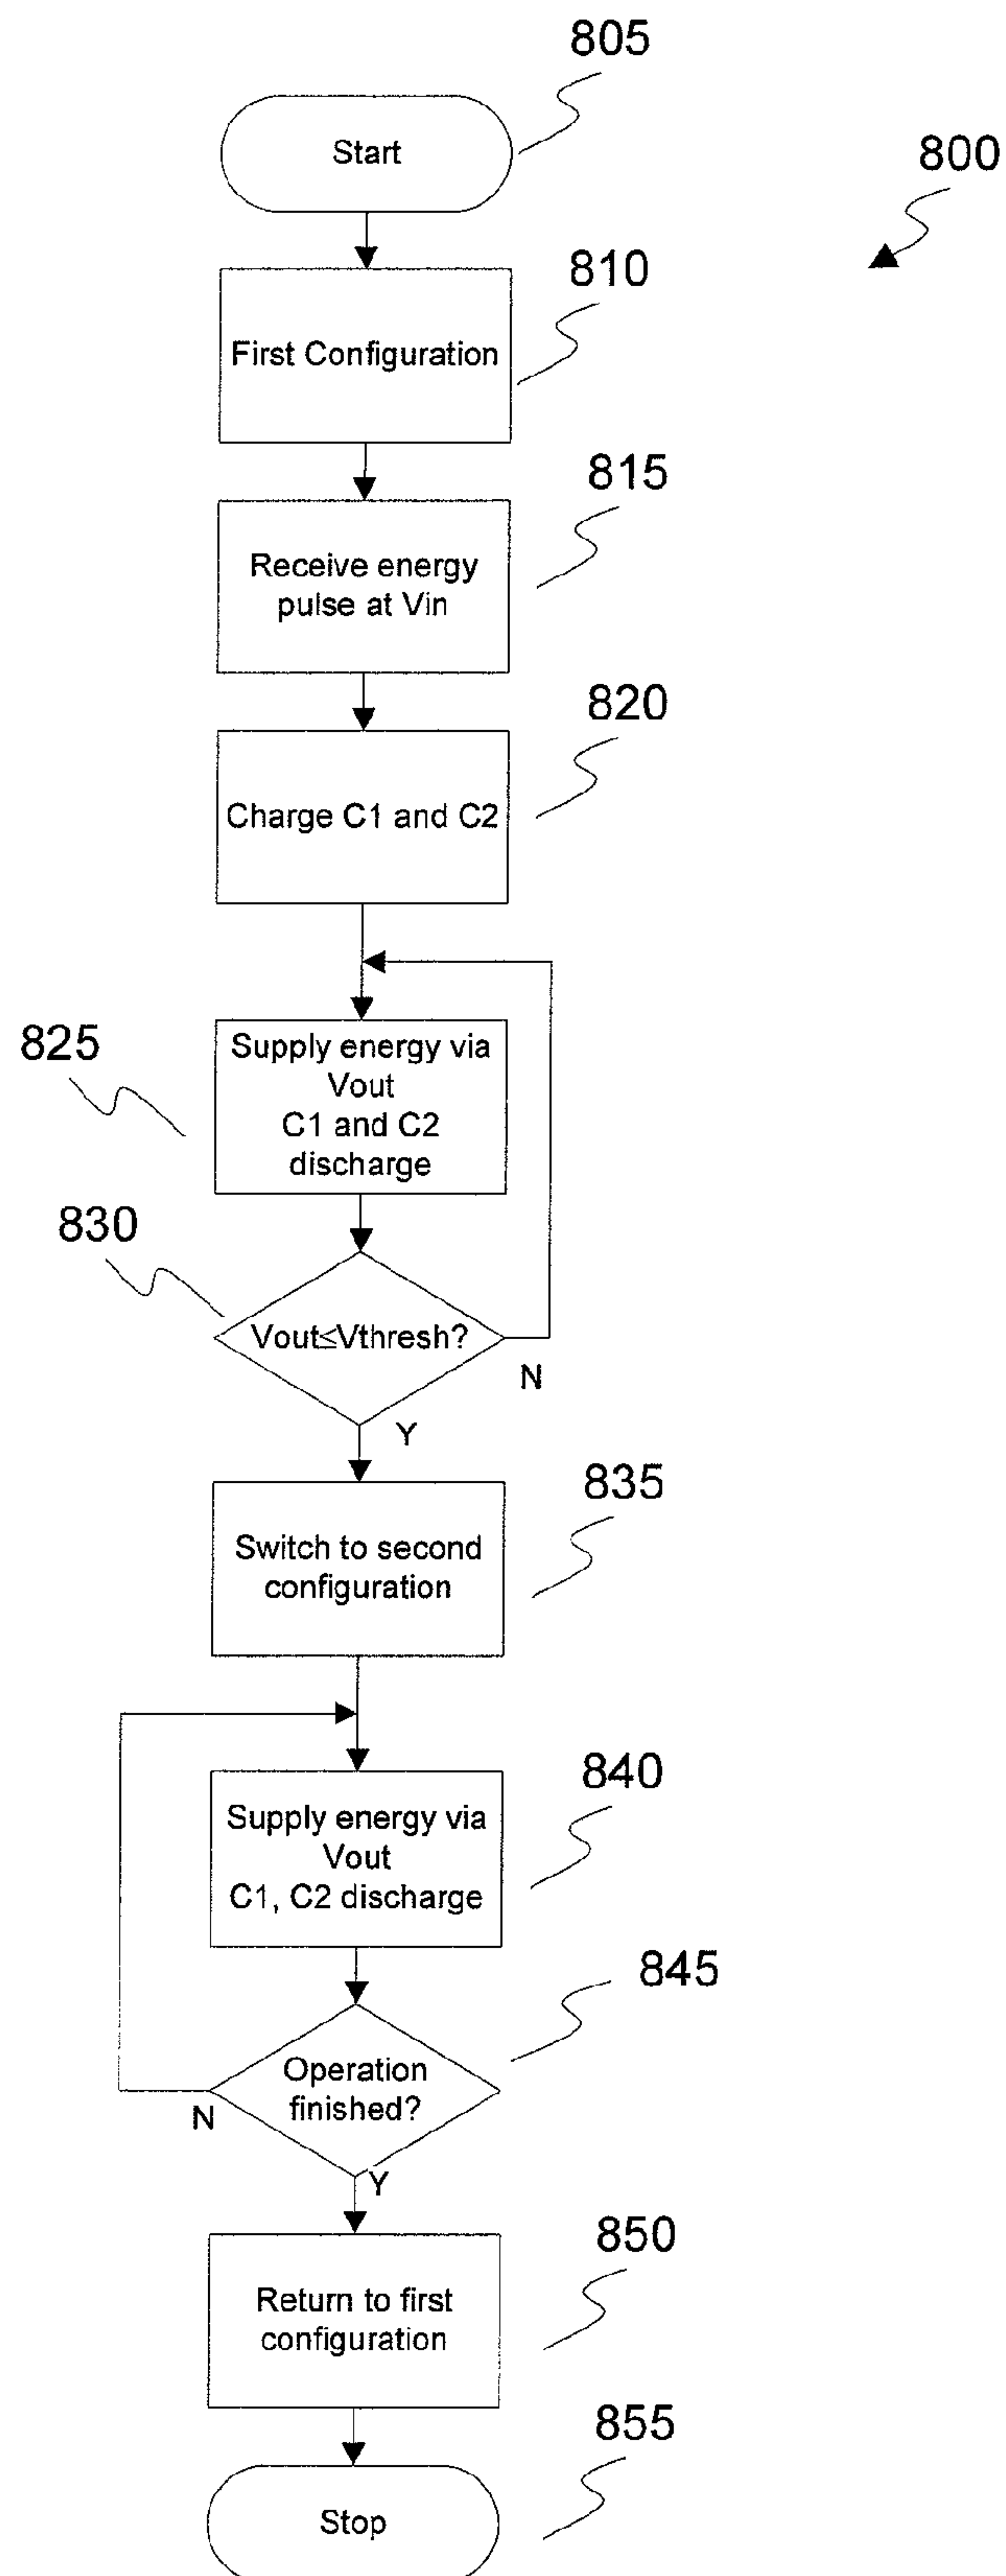 805
Start
800
810
First Configuration
815
Receive energy
pulse at Vin
820
Charge C1 and C2
825
Supply energy via
Vout
C1 and C2
discharge
830
Vout≤Vthresh?
N
Y
835
Switch to second
configuration
840
Supply energy via
Vout
C1, C2 discharge
845
Operation
finished?
N
Y
850
Return to first
configuration
855
Stop